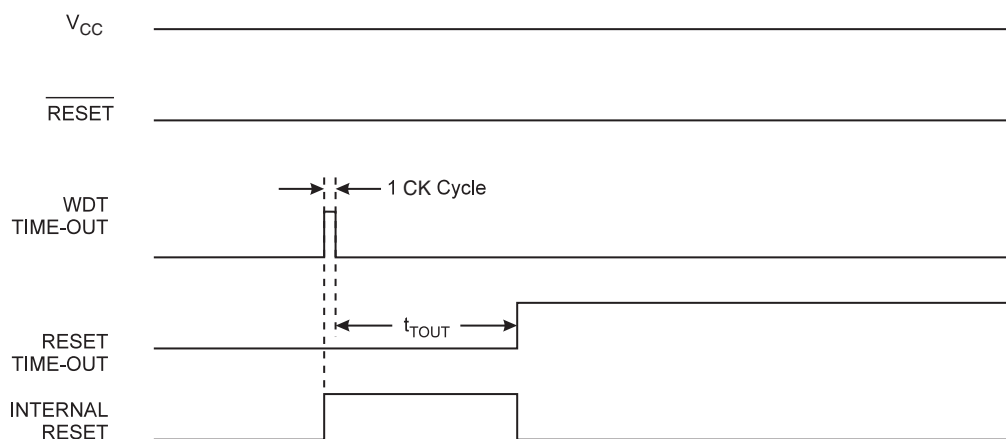 VCC
RESET
1 CK Cycle
WDT
TIME-OUT
tTOUT
RESET
TIME-OUT
INTERNAL
RESET